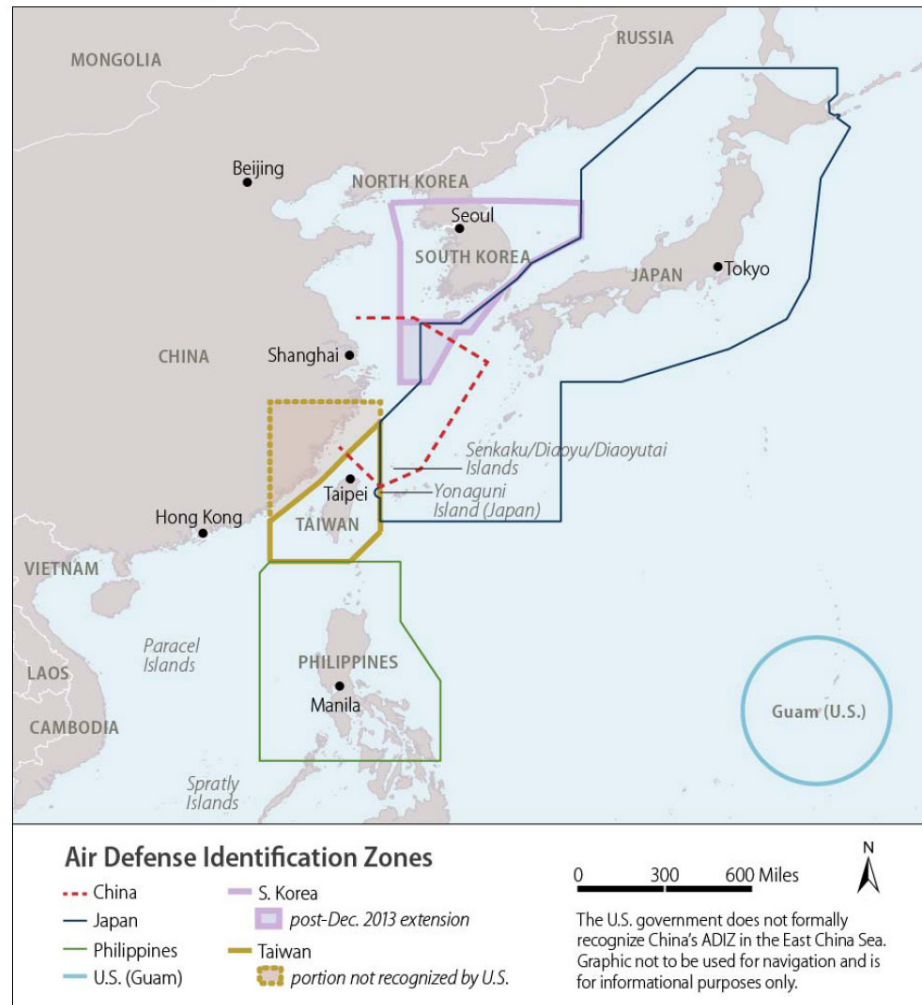 RUSSIA
MONGOLIA
Beijing
NORTH KOREA
Seoul
SOUTH KOREA
JAPAN
Tokyo
CHINA
Shanghai
Senkaku/Diaoyu/Diaoyutai
Islands
Taipei
Yonaguni
Island (Japan)
Hong Kong
TAIWAN
VIETNAM
Paracel
Islands
LAOS
PHILIPPINES
Manila
Guam (U.S.)
CAMBODIA
Spratly
Islands
Air Defense Identification Zones
China
Japan
Philippines
U.S. (Guam)
S. Korea
post-Dec. 2013 extension
Taiwan
portion not recognized by U.S.
0 300 600 Miles
N
The U.S. government does not formally
recognize China's ADIZ in the East China Sea.
Graphic not to be used for navigation and is
for informational purposes only.